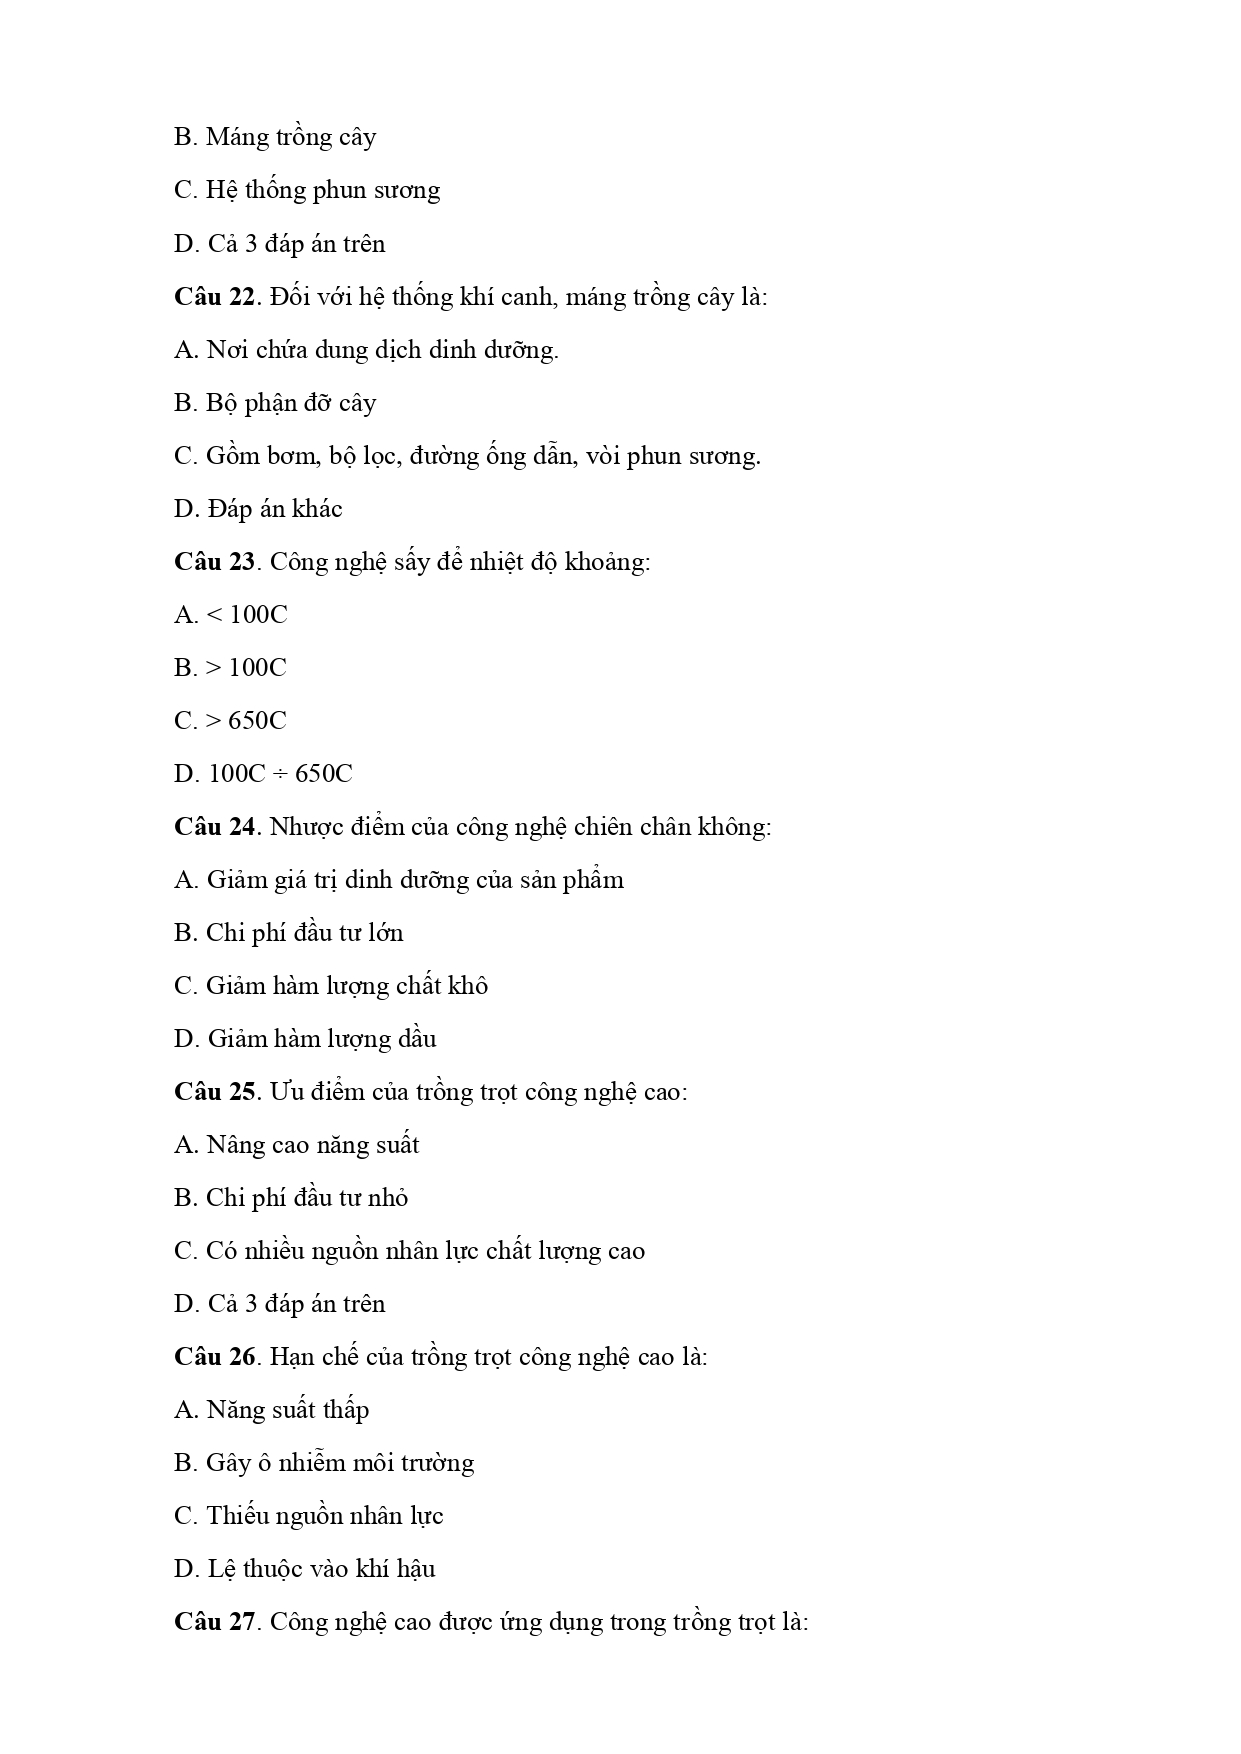 B. Máng trồng cây
C. Hệ thống phun sương
D. Cả 3 đáp án trên
Câu 22. Đối với hệ thống khí canh, máng trồng cây là:
A. Nơi chứa dung dịch dinh dưỡng.
B. Bộ phận đỡ cây
C. Gồm bơm, bộ lọc, đường ống dẫn, vòi phun sương.
D. Đáp án khác
Câu 23. Công nghệ sấy để nhiệt độ khoảng:
A. < 100C
B. > 100C
C. > 650C
D. 100C ÷ 650C
Câu 24. Nhược điểm của công nghệ chiên chân không:
A. Giảm giá trị dinh dưỡng của sản phẩm
B. Chi phí đầu tư lớn
C. Giảm hàm lượng chất khô
D. Giảm hàm lượng dầu
Câu 25. Ưu điểm của trồng trọt công nghệ cao:
A. Nâng cao năng suất
B. Chi phí đầu tư nhỏ
C. Có nhiều nguồn nhân lực chất lượng cao
D. Cả 3 đáp án trên
Câu 26. Hạn chế của trồng trọt công nghệ cao là:
A. Năng suất thấp
B. Gây ô nhiễm môi trường
C. Thiếu nguồn nhân lực
D. Lệ thuộc vào khí hậu
Câu 27. Công nghệ cao được ứng dụng trong trồng trọt là: